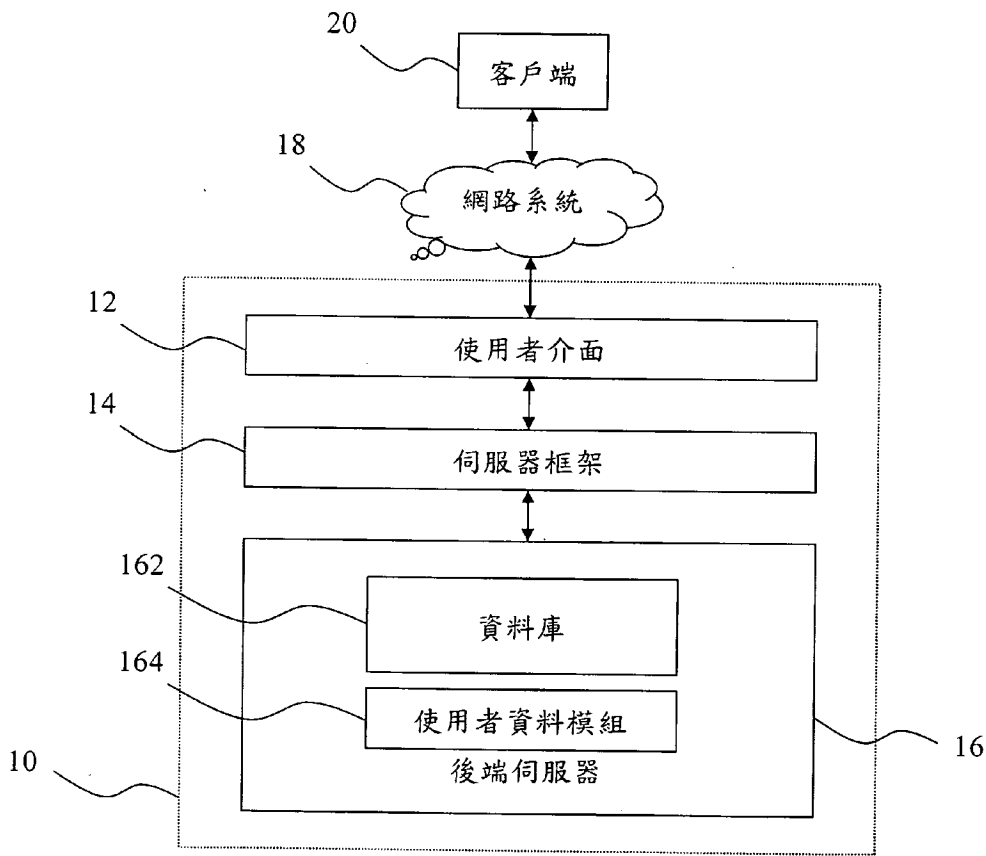 20
客戶端
18
網路系統
12
使用者介面
14
伺服器框架
162
資料庫
164
使用者資料模組
後端伺服器
16
10